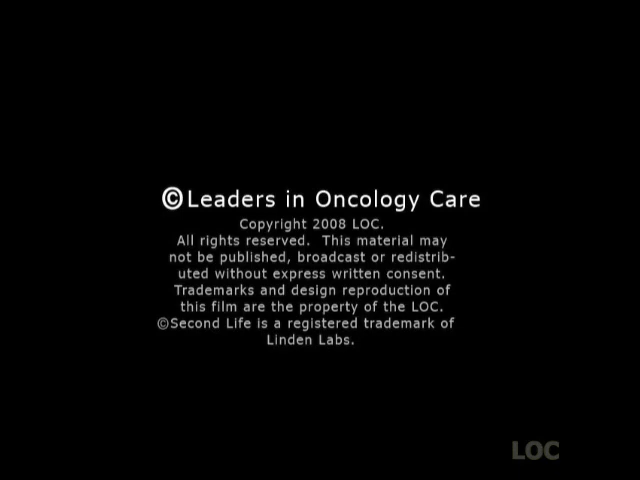 ©Leaders in Oncology Care
Copyright 2008 LOC.
All rights reserved.  This material may
not be published, broadcast or redistrib-
uted without express written consent.
Trademarks and design reproduction of
this film are the property of the LOC.
©Second Life is a registered trademark of
Linden Labs.
LOC